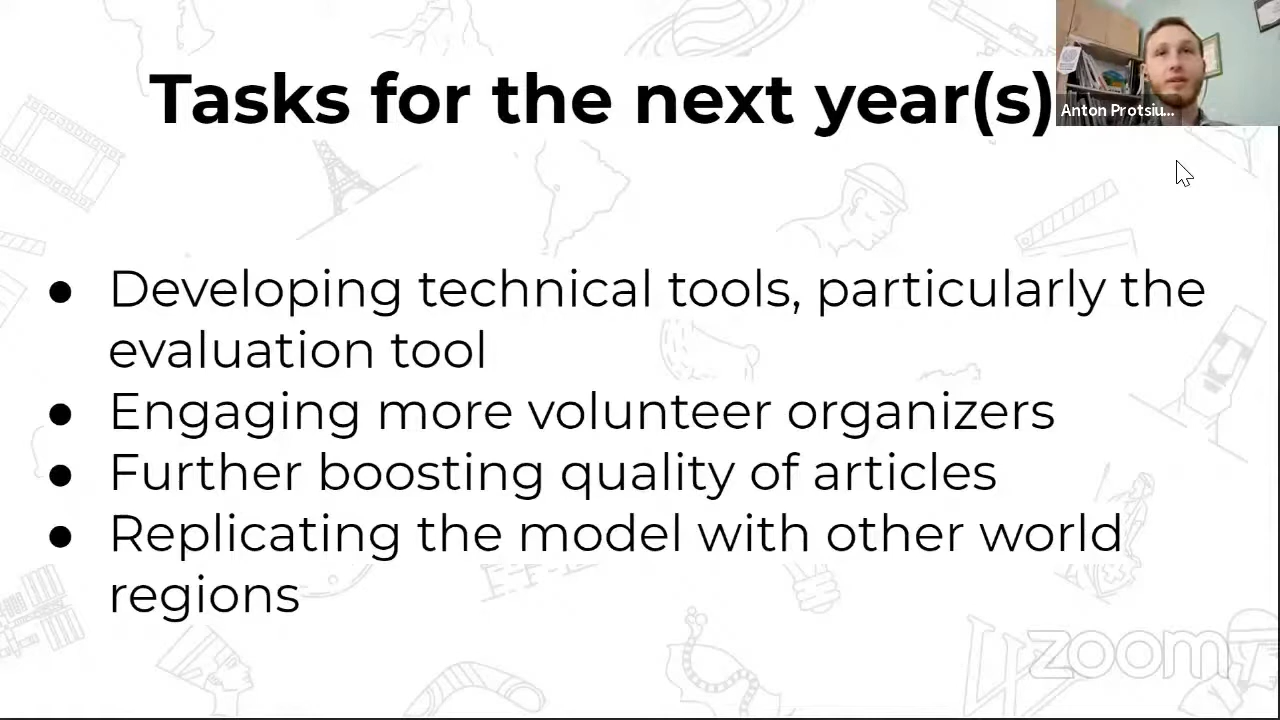 Tasks for the next year(s)
Anton Protsiu...
● Developing technical tools, particularly the
evaluation tool
● Engaging more volunteer organizers
● Further boosting quality of articles
● Replicating the model with other world
regions
zoom